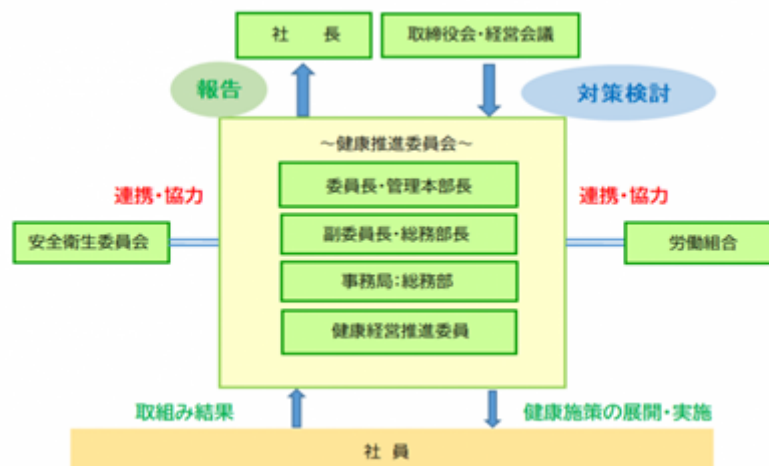 社　長
取締役会・経営会議
報告
対策検討
～健康推進委員会～
委員長・管理本部長
連携・協力
連携・協力
副委員長・総務部長
安全衛生委員会
労働組合
事務局：総務部
健康経営推進委員
取組み結果
健康施策の展開・実施
社 員